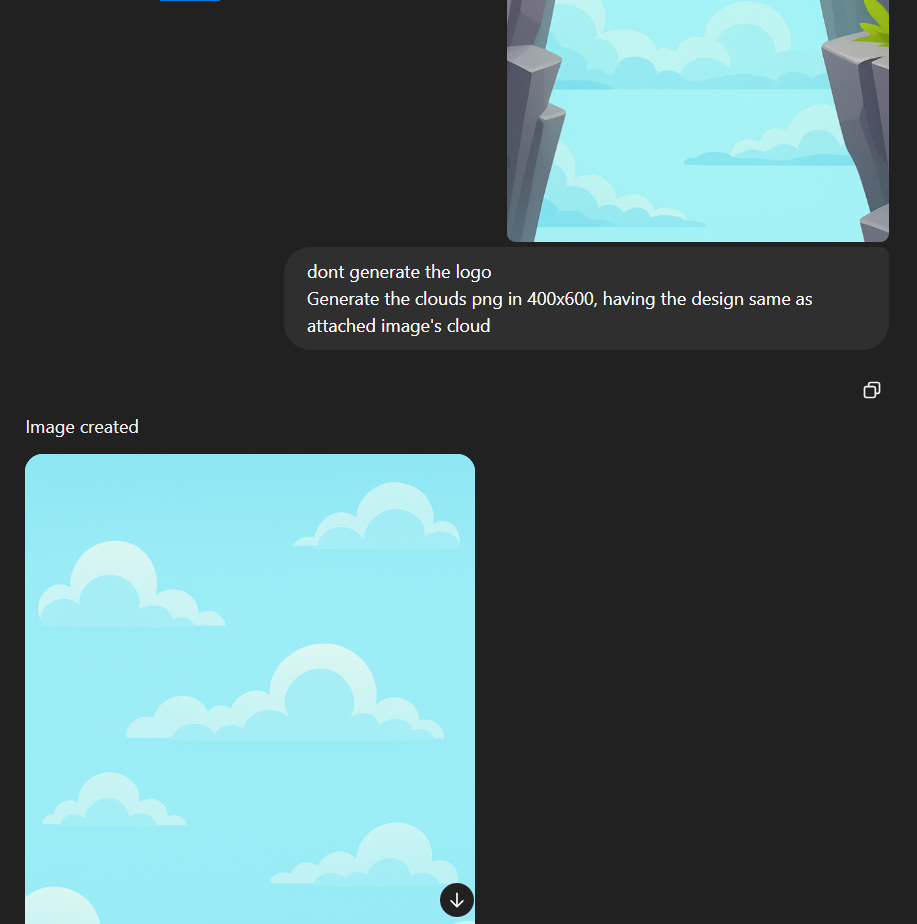 dont generate the logo
Generate the clouds png in 400x600, having the design same as
attached image's cloud
Image created